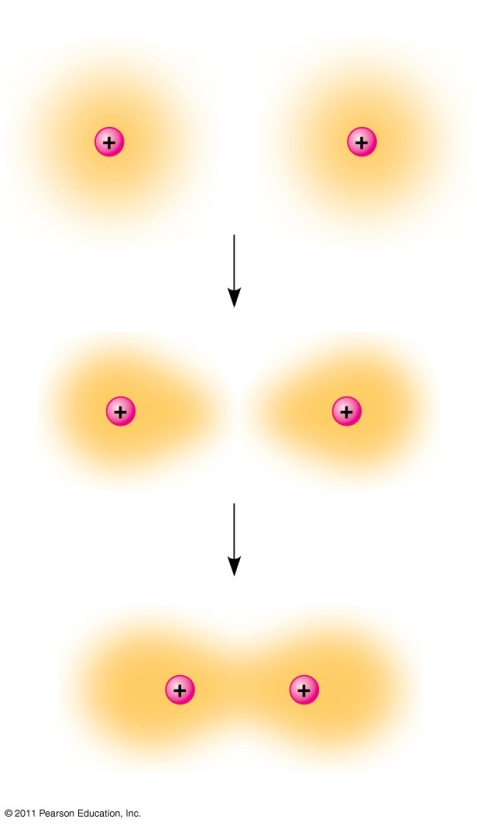 + +
+ +
+ +
© 2011 Pearson Education, Inc.